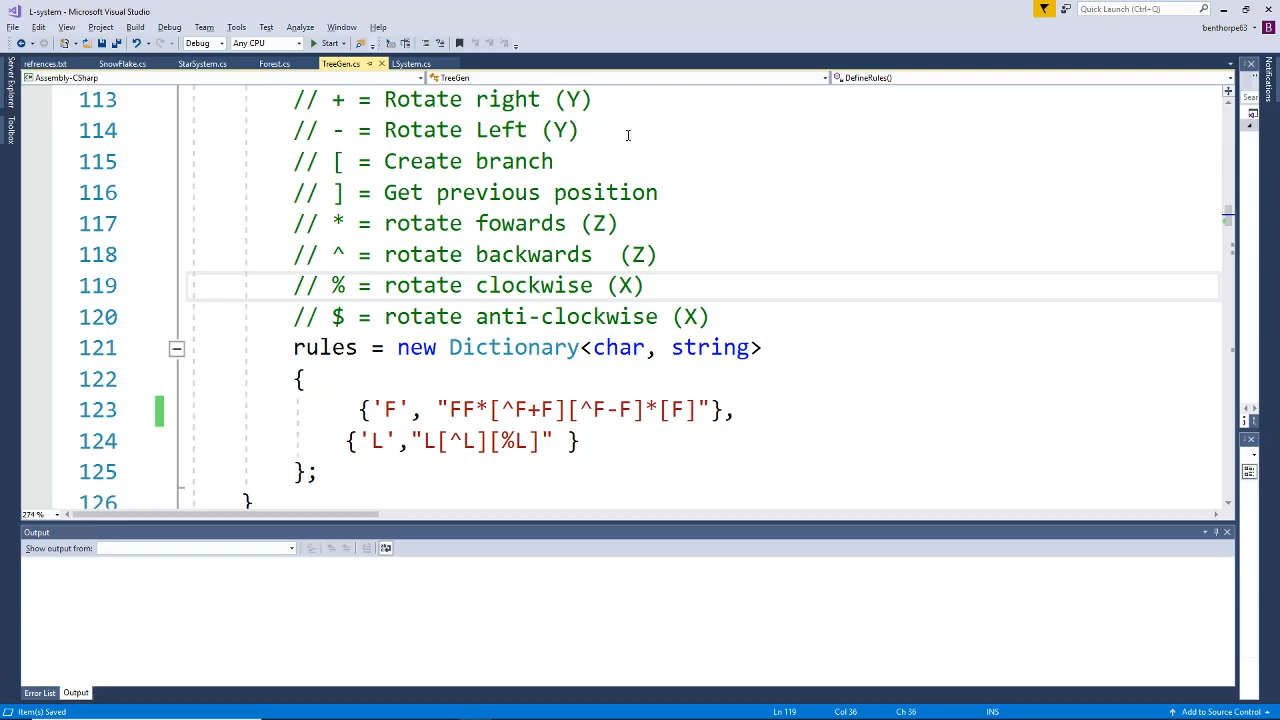 L-system - Microsoft Visual Studio
Quick Launch (Ctrl+Q)
File Edit View Project Build Debug Team Tools Test Analyze Window Help
benthorpe63 B
Debug Any CPU Start
refrences.txt SnowFlake.cs StarSystem.cs Forest.cs TreeGen.cs LSystem.cs
Assembly-CSharp TreeGen DefineRules()
Server Explorer
Toolbox
Notifications
Sear
113 // + = Rotate right (Y)
114 // - = Rotate Left (Y)
115 // [ = Create branch
116 // ] = Get previous position
117 // * = rotate fowards (Z)
118 // ^ = rotate backwards  (Z)
119 // % = rotate clockwise (X)
120 // $ = rotate anti-clockwise (X)
121 rules = new Dictionary<char, string>
122 {
123 {'F', "FF*[^F+F][^F-F]*[F]"},
124 {'L',"L[^L][%L]" }
125 };
126 }
274 %
Output
Show output from:
Error List Output
Item(s) Saved Ln 119 Col 36 Ch 36 INS Add to Source Control